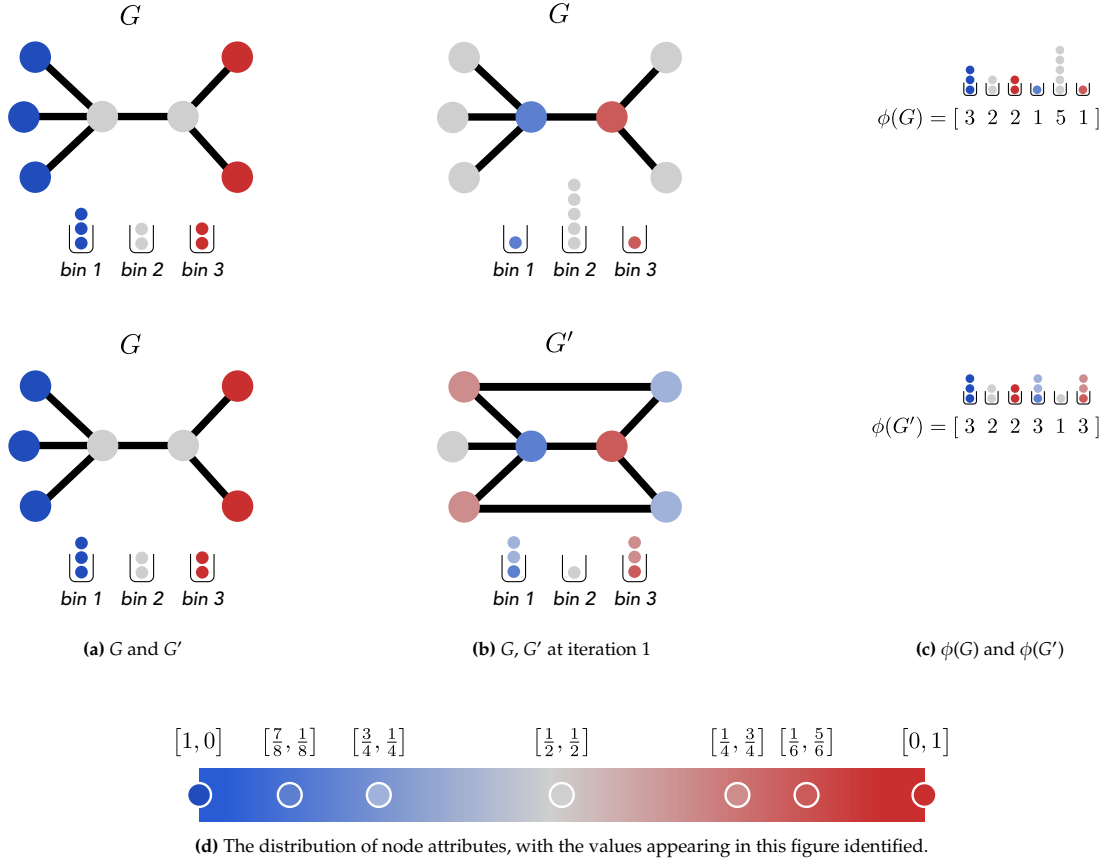 G
G
bin 1 bin 2 bin 3
bin 1 bin 2 bin 3
ϕ(G) = [ 3 2 2 1 5 1 ]
G
G′
bin 1 bin 2 bin 3
bin 1 bin 2 bin 3
ϕ(G′) = [ 3 2 2 3 1 3 ]
(a) G and G′
(b) G, G′ at iteration 1
(c) ϕ(G) and ϕ(G′)
[1, 0] [7/8, 1/8] [3/4, 1/4] [1/2, 1/2] [1/4, 3/4] [1/6, 5/6] [0, 1]
(d) The distribution of node attributes, with the values appearing in this figure identified.